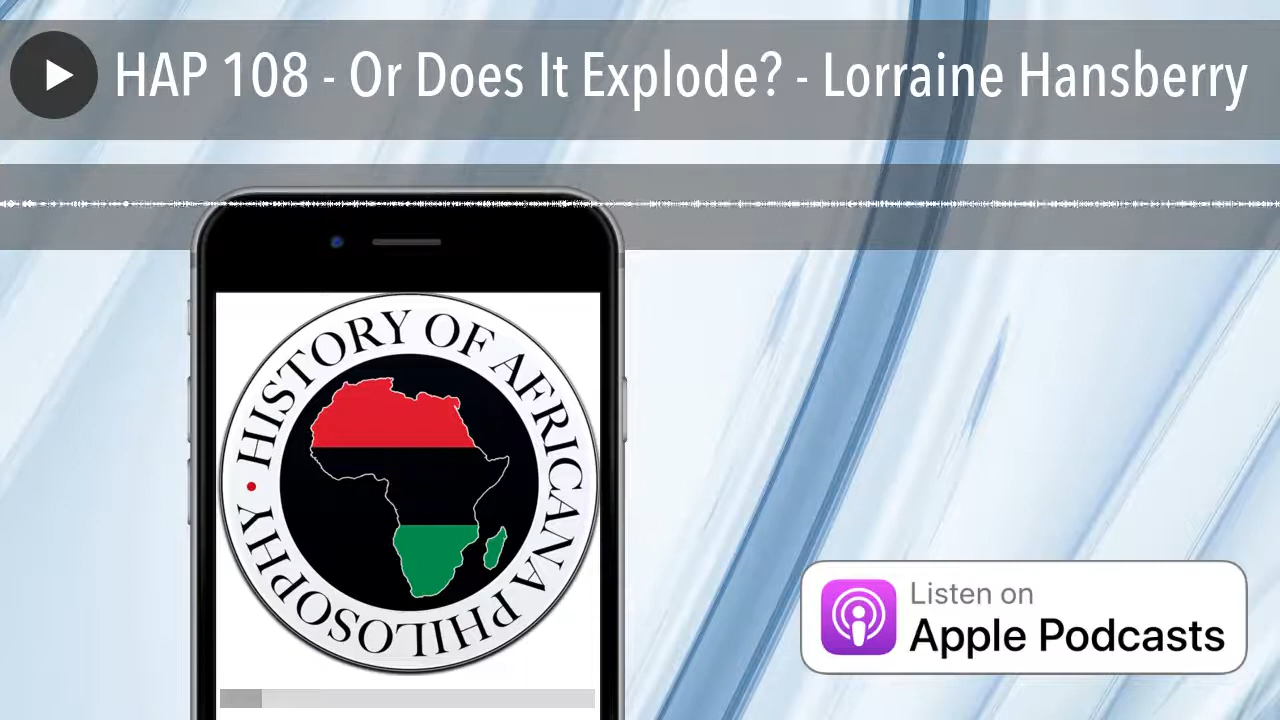 HAP 108 - Or Does It Explode? - Lorraine Hansberry
HISTORY OF AFRICANA PHILOSOPHY
Listen on
Apple Podcasts